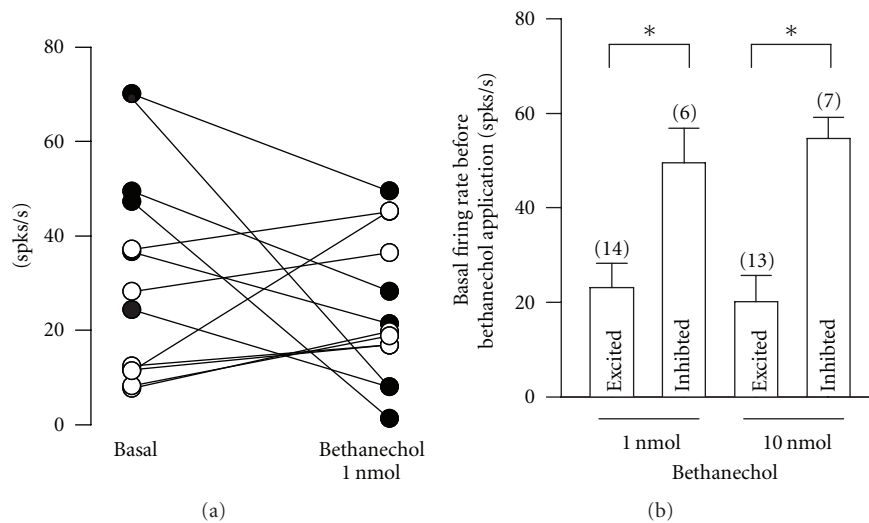 80
60
40
20
0
(spks/s)
Basal
Bethanechol
1 nmol
(a)
80
60
40
20
0
Basal firing rate before
bethanechol application (spks/s)
*
*
(14)
(6)
(13)
(7)
Excited
Inhibted
Excited
Inhibted
1 nmol
10 nmol
Bethanechol
(b)